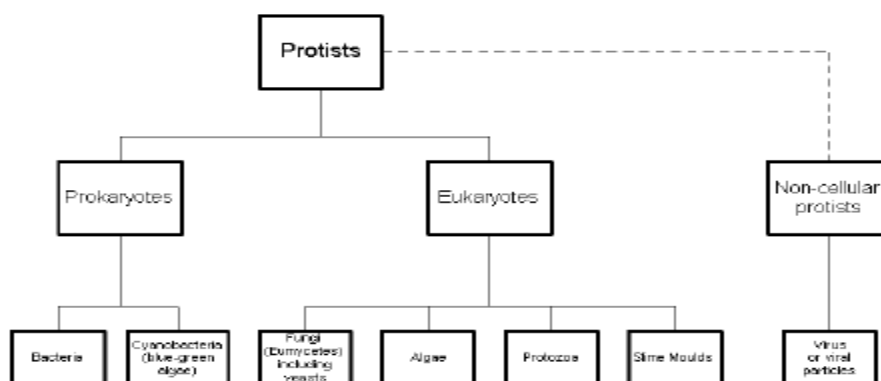 Protists
Prokaryotes
Eukaryotes
Non-cellular
protists
Bacteria
Cyanobacteria
(blue-green
algae)
Fungi
(Eumycetes)
including
yeasts
Algae
Protozoa
Slime Moulds
Virus
or viral
particles